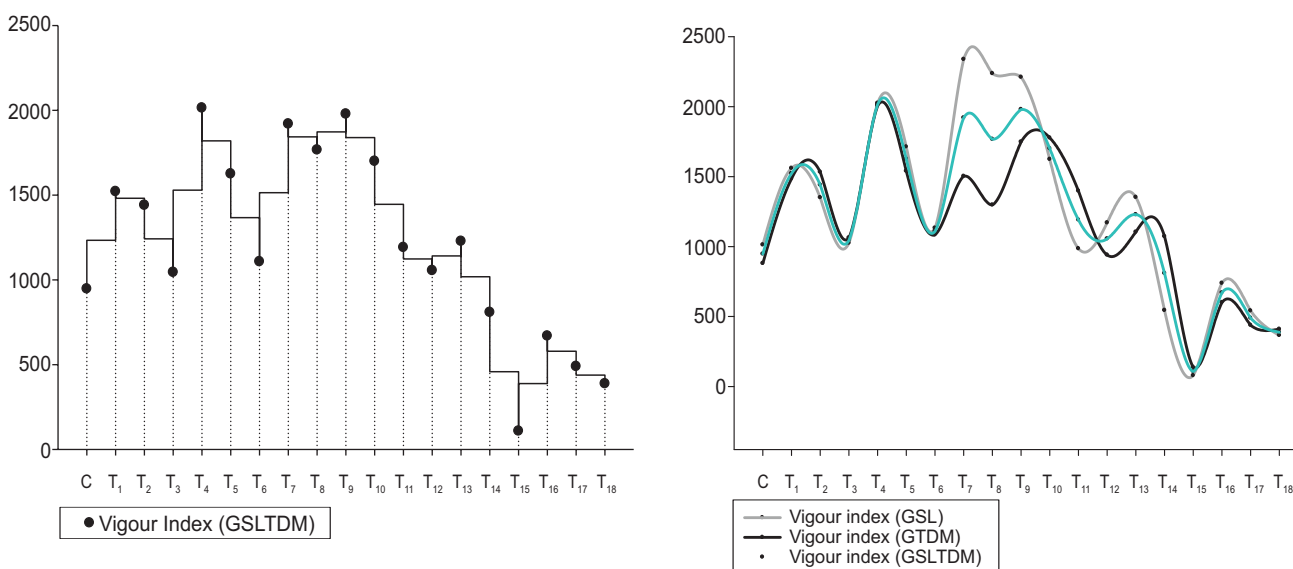 2500
2000
1500
1000
500
0
C T₁ T₂ T₃ T₄ T₅ T₆ T₇ T₈ T₉ T₁₀ T₁₁ T₁₂ T₁₃ T₁₄ T₁₅ T₁₆ T₁₇ T₁₈
Vigour Index (GSLTDM)
2500
2000
1500
1000
500
0
C T₁ T₂ T₃ T₄ T₅ T₆ T₇ T₈ T₉ T₁₀ T₁₁ T₁₂ T₁₃ T₁₄ T₁₅ T₁₆ T₁₇ T₁₈
Vigour index (GSL)
Vigour index (GTDM)
Vigour index (GSLTDM)